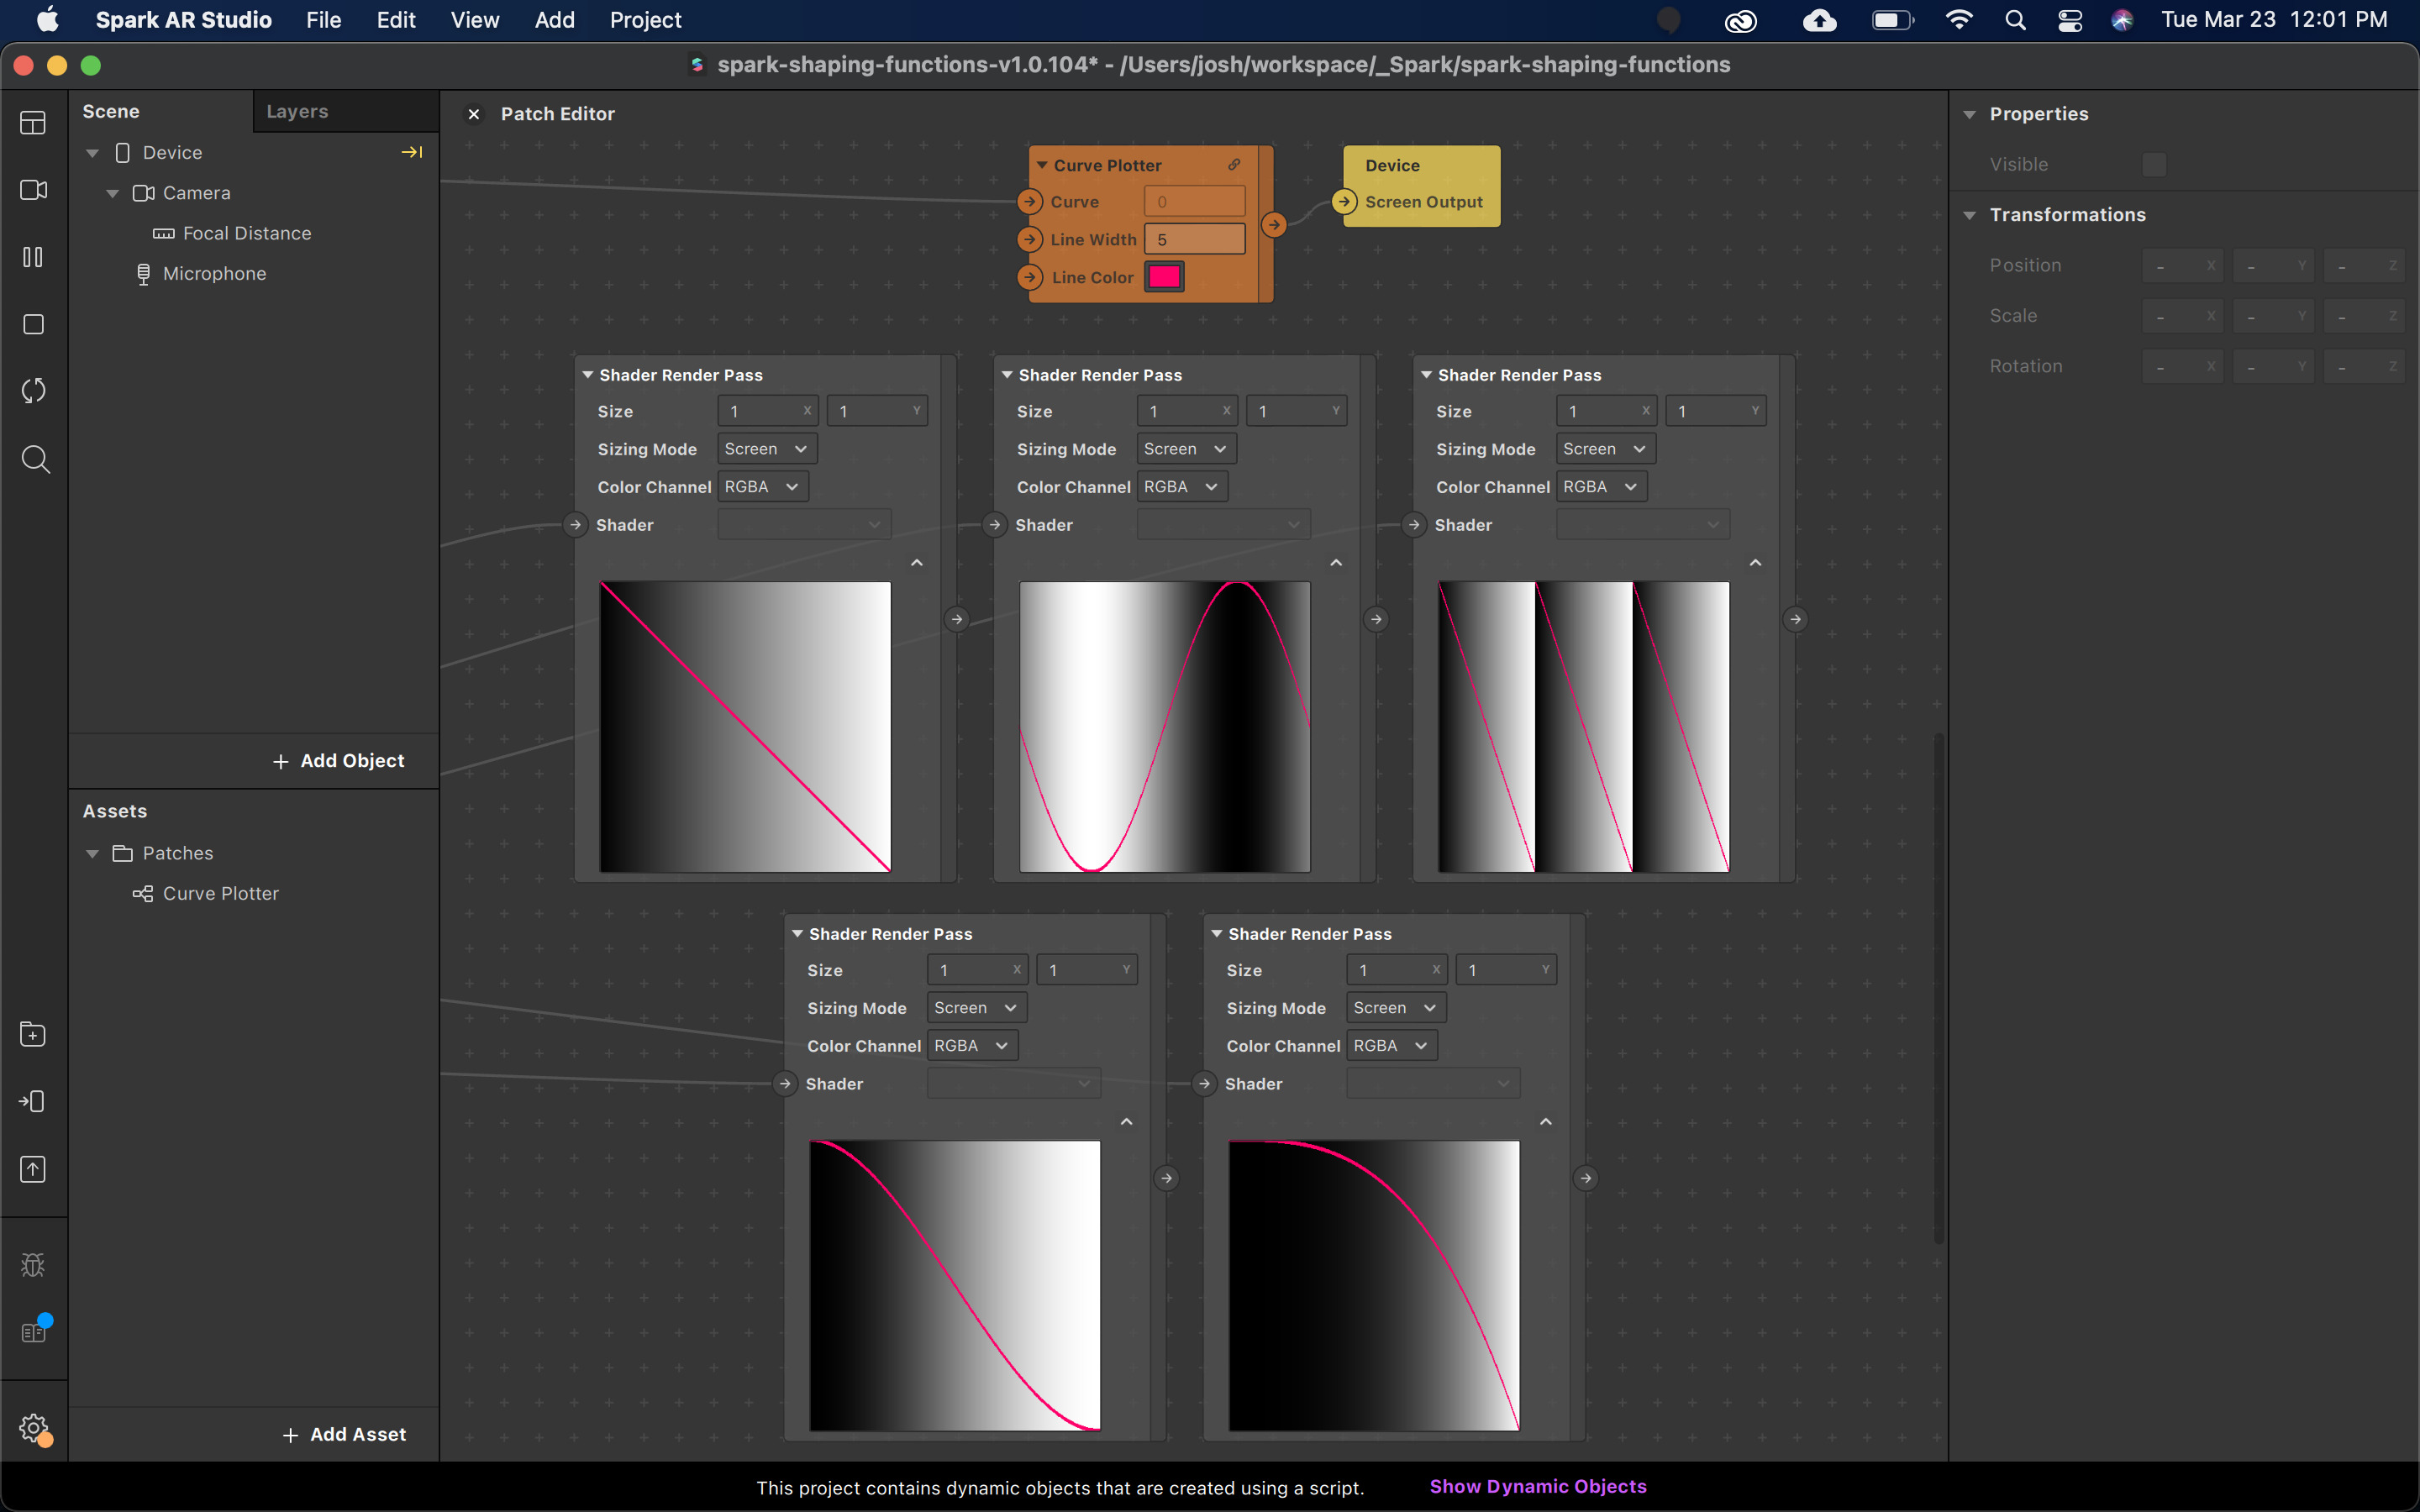 Spark AR Studio File Edit View Add Project Tue Mar 23 12:01 PM
spark-shaping-functions-v1.0.104* - /Users/josh/workspace/_Spark/spark-shaping-functions
Scene Layers
Device
Camera
Focal Distance
Microphone
+ Add Object
Assets
Patches
Curve Plotter
+ Add Asset
Patch Editor
Curve Plotter
Curve 0
Line Width 5
Line Color
Device
Screen Output
Shader Render Pass
Size 1 X 1 Y
Sizing Mode Screen
Color Channel RGBA
Shader
Shader Render Pass
Size 1 X 1 Y
Sizing Mode Screen
Color Channel RGBA
Shader
Shader Render Pass
Size 1 X 1 Y
Sizing Mode Screen
Color Channel RGBA
Shader
Shader Render Pass
Size 1 X 1 Y
Sizing Mode Screen
Color Channel RGBA
Shader
Shader Render Pass
Size 1 X 1 Y
Sizing Mode Screen
Color Channel RGBA
Shader
Properties
Visible
Transformations
Position - X - Y - Z
Scale - X - Y - Z
Rotation - X - Y - Z
This project contains dynamic objects that are created using a script. Show Dynamic Objects